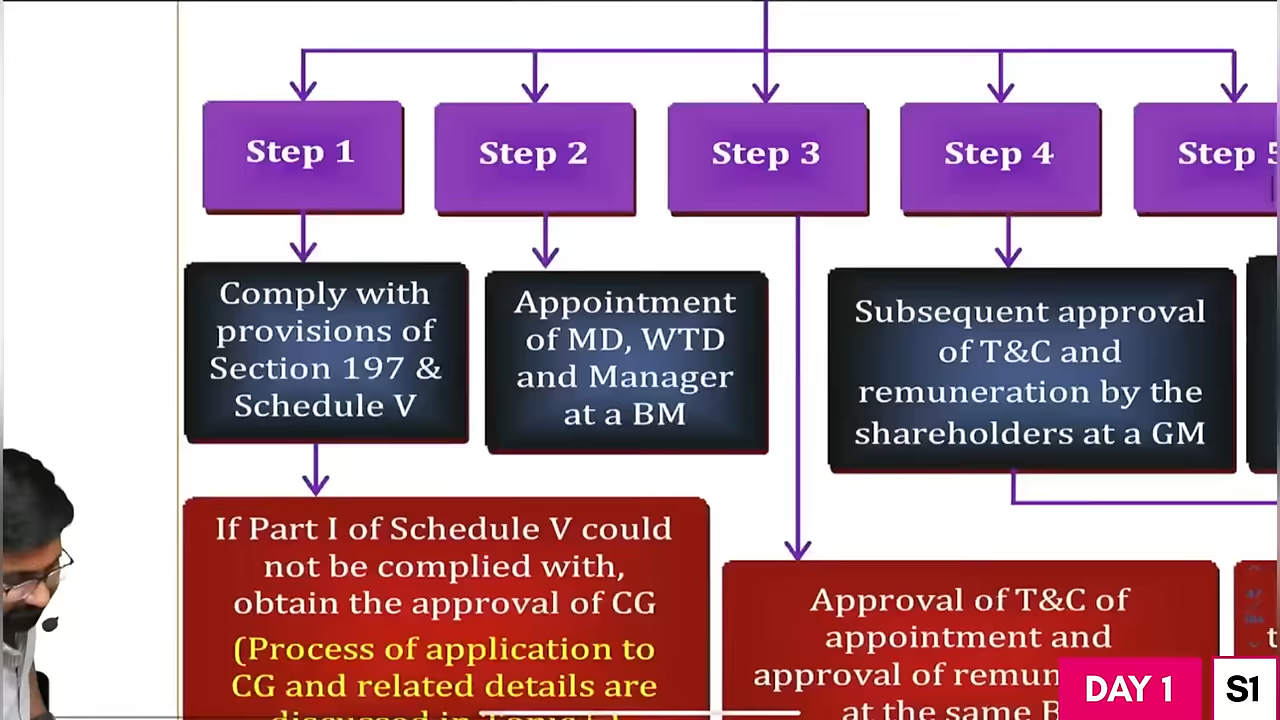 Step 1
Step 2
Step 3
Step 4
Step 5
Comply with
provisions of
Section 197 &
Schedule V
Appointment
of MD, WTD
and Manager
at a BM
Subsequent approval
of T&C and
remuneration by the
shareholders at a GM
If Part I of Schedule V could
not be complied with,
obtain the approval of CG
(Process of application to
CG and related details are
discussed in
Approval of T&C of
appointment and
approval of remun
at the same B
DAY 1
S1